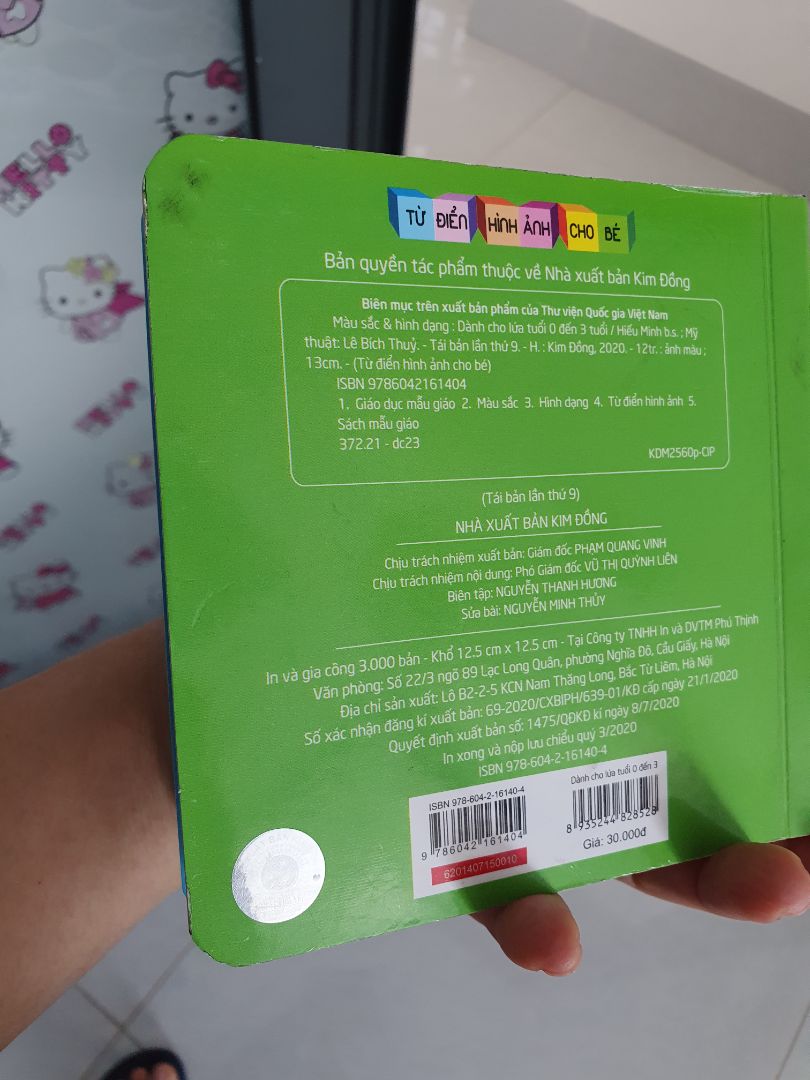 HELLO KITTY
TỪ ĐIỂN HÌNH ẢNH CHO BÉ
Bản quyền tác phẩm thuộc về Nhà xuất bản Kim Đồng
Biên mục trên xuất bản phẩm của Thư viện Quốc gia Việt Nam
Màu sắc & hình dạng : Dành cho lứa tuổi 0 đến 3 tuổi / Hiếu Minh b.s. ; Mỹ
thuật: Lê Bích Thuỷ. - Tái bản lần thứ 9. - H. : Kim Đồng, 2020. - 12tr. : ảnh màu ;
13cm. - (Từ điển hình ảnh cho bé)
ISBN 9786042161404
1. Giáo dục mẫu giáo 2. Màu sắc 3. Hình dạng 4. Từ điển hình ảnh 5.
Sách mẫu giáo
372.21 - dc23
KDM2560p-CIP
(Tái bản lần thứ 9)
NHÀ XUẤT BẢN KIM ĐỒNG
Chịu trách nhiệm xuất bản: Giám đốc PHẠM QUANG VINH
Chịu trách nhiệm nội dung: Phó Giám đốc VŨ THỊ QUỲNH LIÊN
Biên tập: NGUYỄN THANH HƯƠNG
Sửa bài: NGUYỄN MINH THỦY
In và gia công 3.000 bản - Khổ 12.5 cm x 12.5 cm - Tại Công ty TNHH In và DVTM Phú Thịnh
Văn phòng: Số 22/3 ngõ 89 Lạc Long Quân, phường Nghĩa Đô, Cầu Giấy, Hà Nội
Địa chỉ sản xuất: Lô B2-2-5 KCN Nam Thăng Long, Bắc Từ Liêm, Hà Nội
Số xác nhận đăng kí xuất bản: 69-2020/CXBIPH/639-01/KĐ cấp ngày 21/1/2020
Quyết định xuất bản số: 1475/QĐKĐ kí ngày 8/7/2020
In xong và nộp lưu chiểu quý 3/2020
ISBN 978-604-2-16140-4
ISBN 978-604-2-16140-4
9 786042 161404
6201407150010
Dành cho lứa tuổi 0 đến 3
8 935244 828528
Giá: 30.000đ